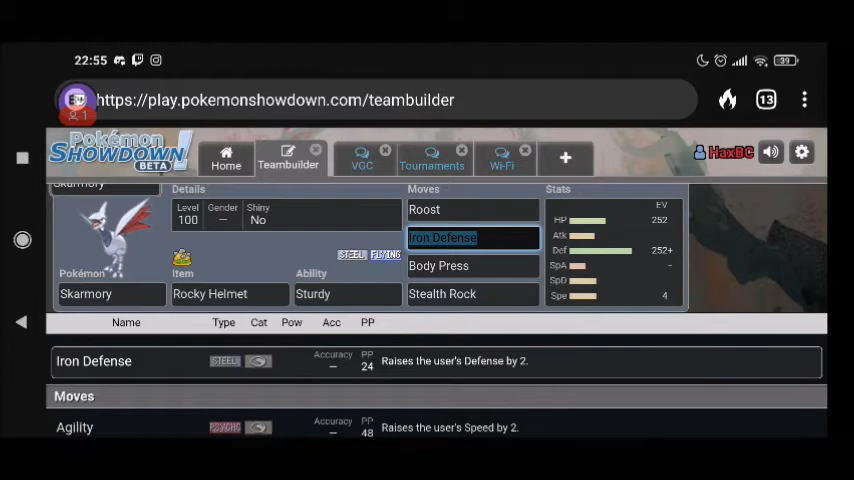 22:55
39
https://play.pokemonshowdown.com/teambuilder
13
1
Pokémon
SHOWDOWN
BETA
Home
Teambuilder
VGC
Tournaments
Wi-Fi
+
HaxBC
Skarmory
Details
Moves
Stats
Level
100
Gender
–
Shiny
No
STEEL FLYING
Pokémon
Skarmory
Item
Rocky Helmet
Ability
Sturdy
Roost
Iron Defense
Body Press
Stealth Rock
EV
HP 252
Atk
Def 252+
SpA –
SpD
Spe 4
Name Type Cat Pow Acc PP
Iron Defense STEEL Accuracy – PP 24 Raises the user's Defense by 2.
Moves
Agility PSYCHC Accuracy – PP 48 Raises the user's Speed by 2.